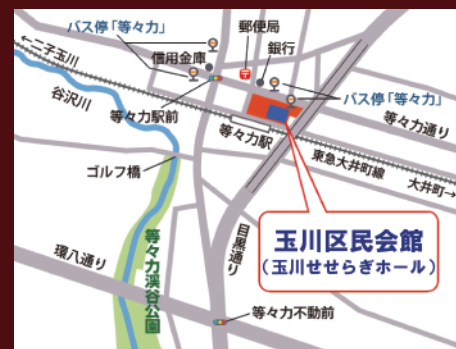 バス停「等々力」
郵便局
←二子玉川
信用金庫
銀行
谷沢川
バス停「等々力」
等々力駅前
等々力通り
等々力駅
東急大井町線
大井町→
ゴルフ橋
玉川区民会館
(玉川せせらぎホール)
等々力渓谷公園
目黒通り
環八通り
等々力不動前